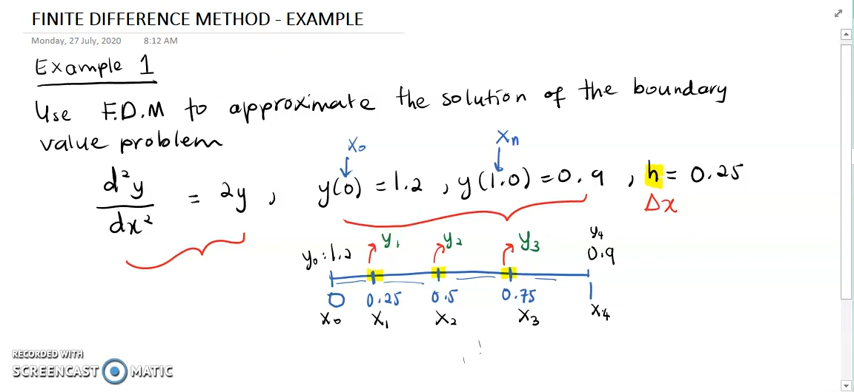 FINITE DIFFERENCE METHOD - EXAMPLE
Monday, 27 July, 2020 8:12 AM
Example 1
Use F.D.M to approximate the solution of the boundary
value problem
x₀ xₙ
d²y/dx² = 2y, y(0) = 1.2, y(1.0) = 0.9, h = 0.25
Δx
y₀:1.2 y₁ y₂ y₃ y₄
0.9
0 0.25 0.5 0.75 1
x₀ x₁ x₂ x₃ x₄
RECORDED WITH
SCREENCAST MATIC